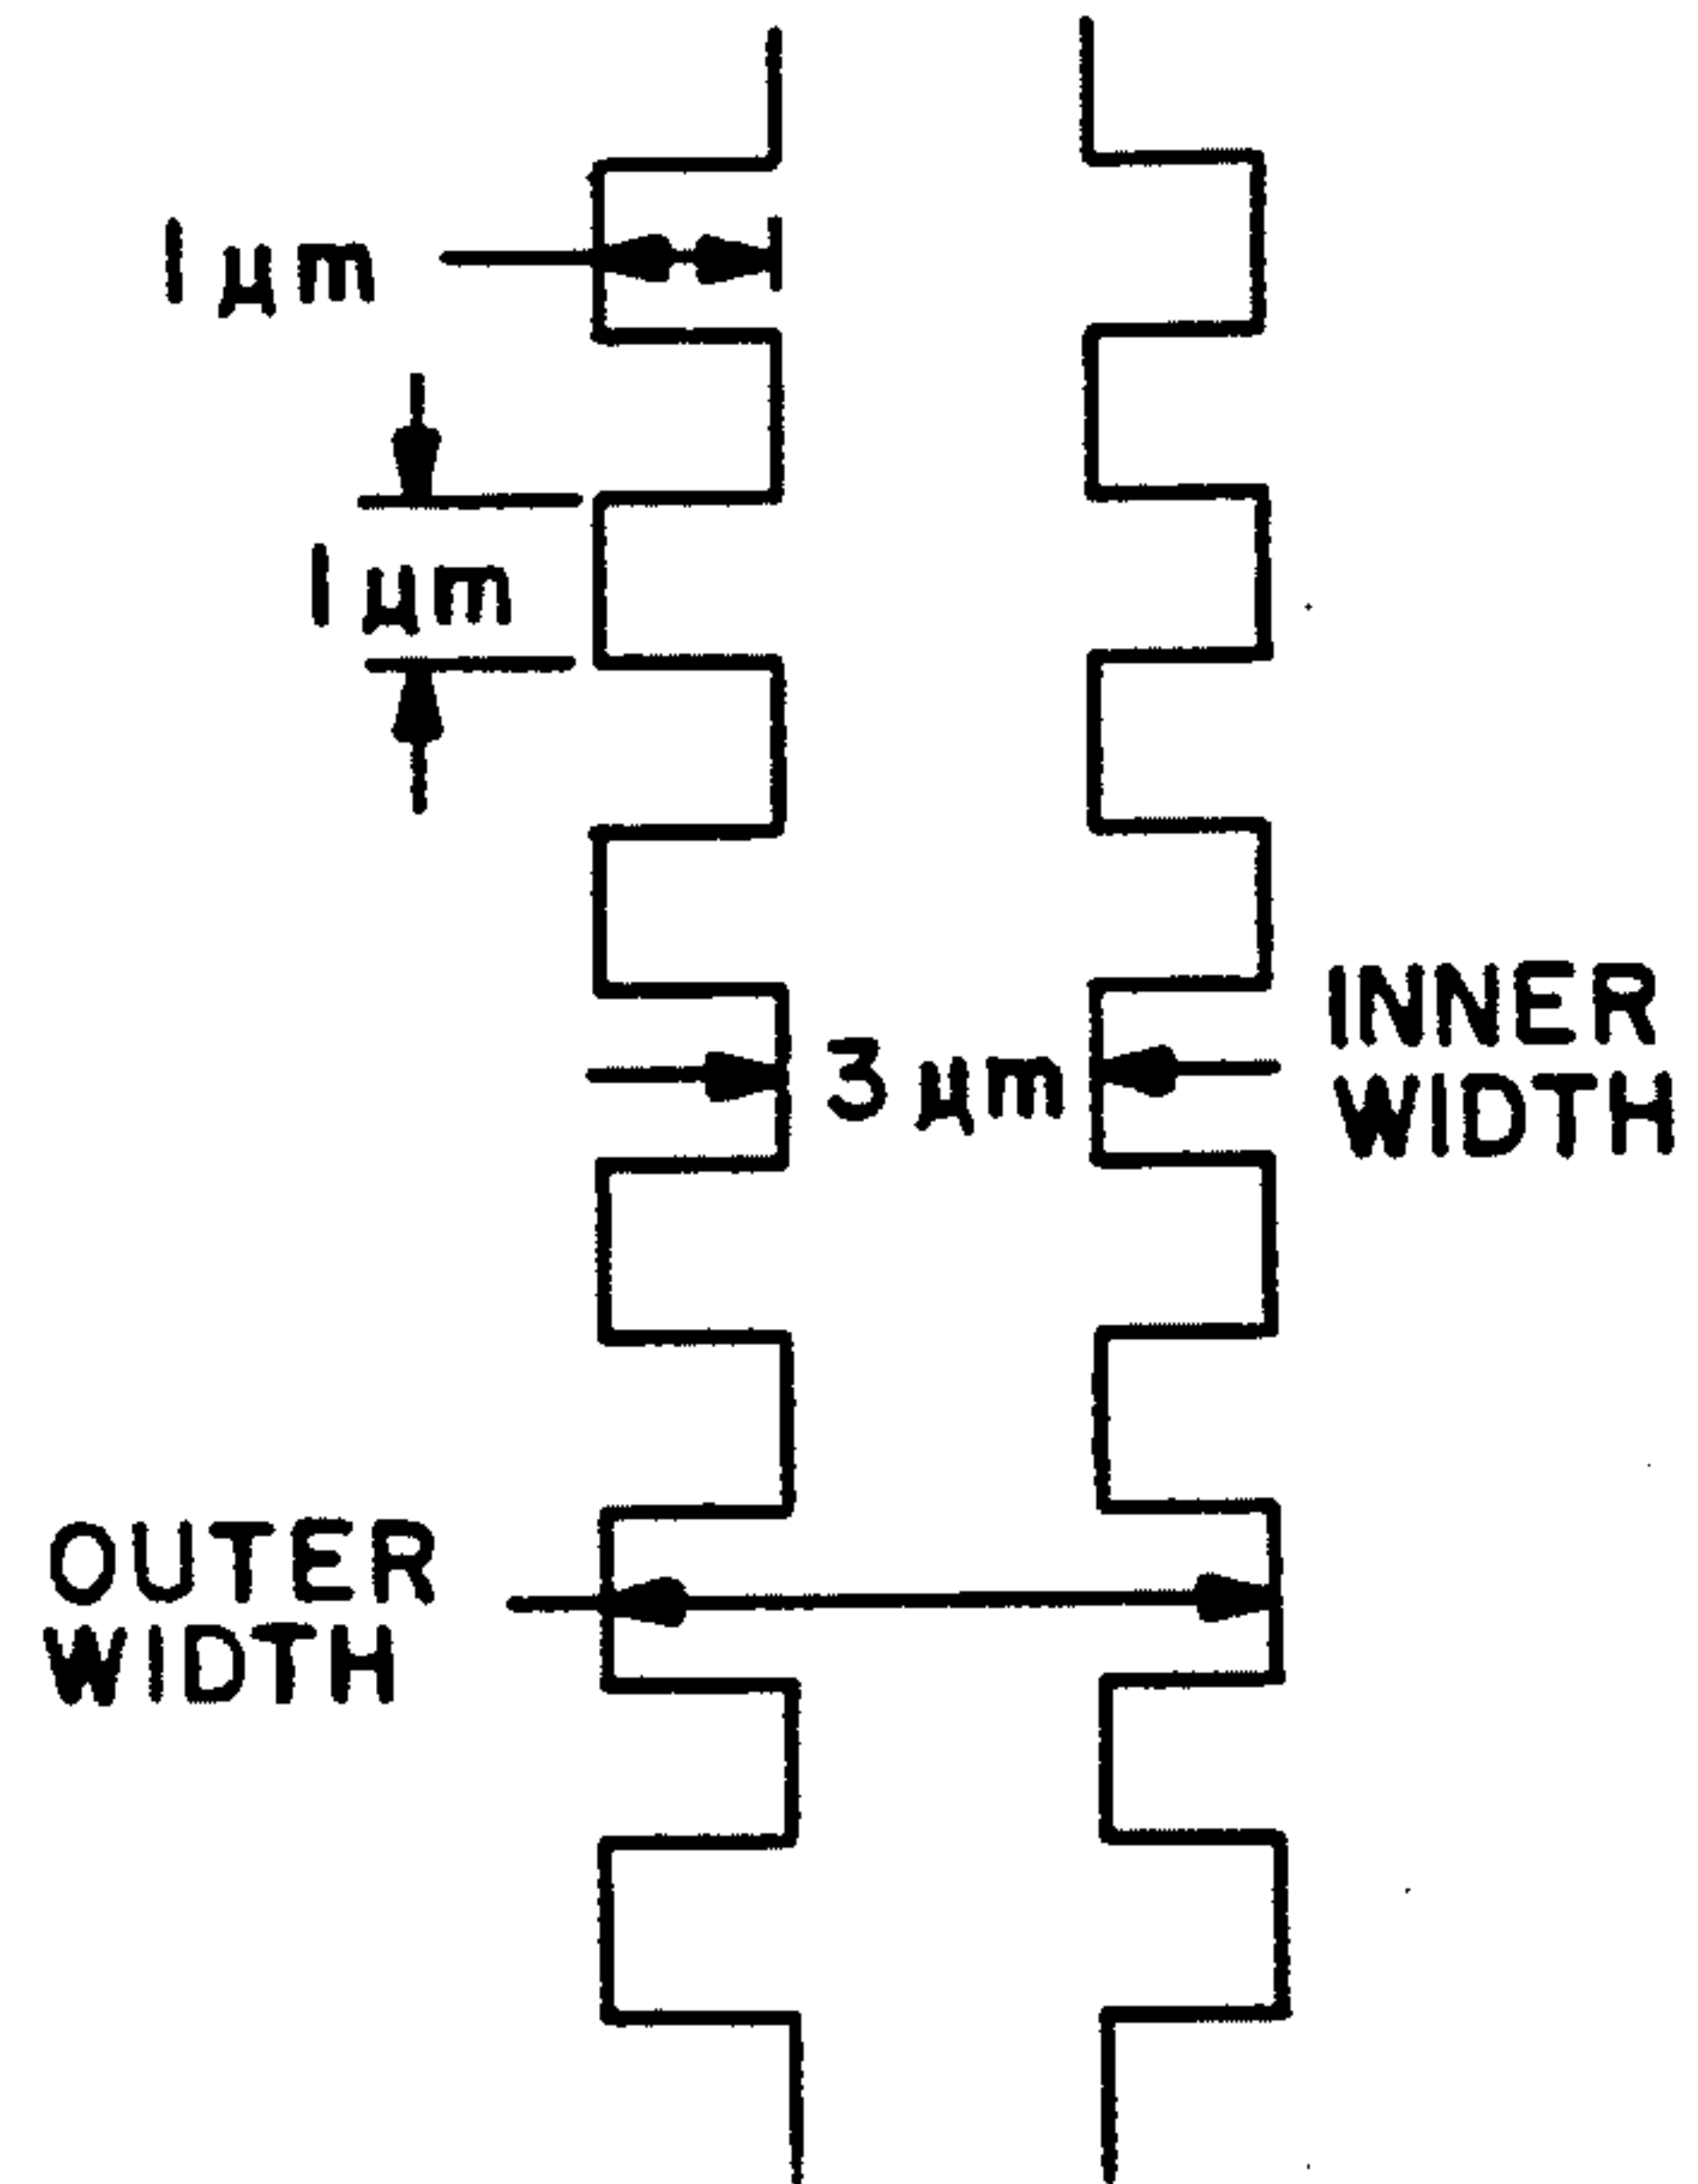 1 μm
1 μm
3 μm
INNER
WIDTH
OUTER
WIDTH